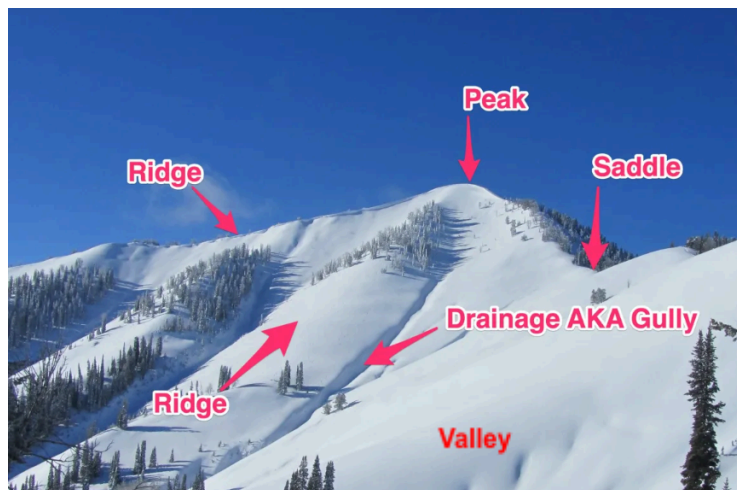 Peak
Ridge
Saddle
Drainage AKA Gully
Ridge
Valley